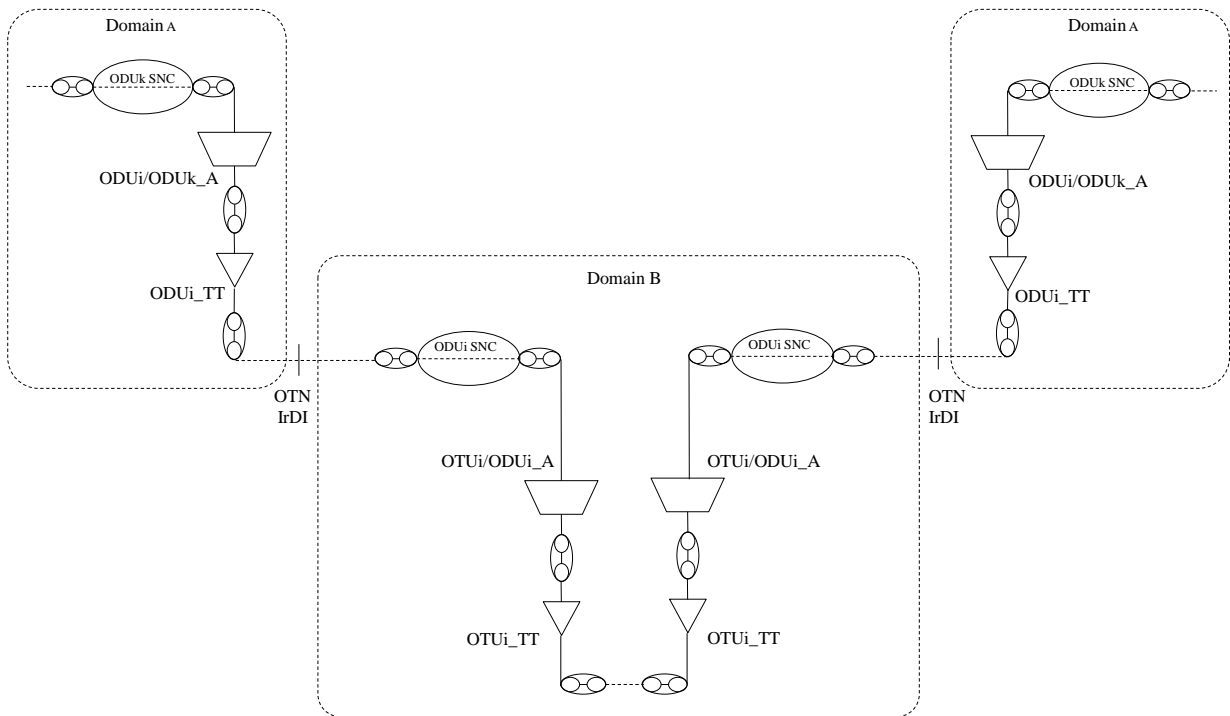 Domain A
ODUk SNC
ODUi/ODUk_A
ODUi_TT
OTN
IrDI
Domain B
ODUi SNC
OTUi/ODUi_A
OTUi_TT
ODUi SNC
OTUi/ODUi_A
OTUi_TT
OTN
IrDI
Domain A
ODUk SNC
ODUi/ODUk_A
ODUi_TT